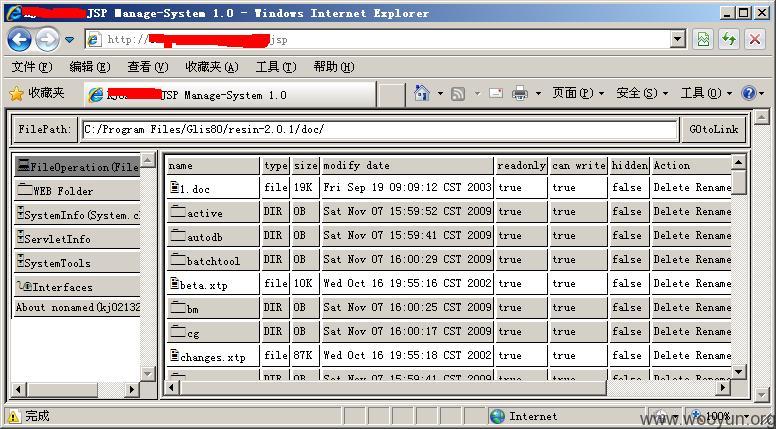 JSP Manage-System 1.0 - Windows Internet Explorer
http:// jsp
文件(F) 编辑(E) 查看(V) 收藏夹(A) 工具(T) 帮助(H)
收藏夹 JSP Manage-System 1.0 页面(P) 安全(S) 工具(O)
FilePath: C:/Program Files/Glis80/resin-2.0.1/doc/ GOtoLink
FileOperation(File
WEB Folder
SystemInfo(System.c
ServletInfo
SystemTools
Interfaces
About nonamed(kj02132
name type size modify date readonly can write hidden Action
1.doc file 19K Fri Sep 19 09:09:12 CST 2003 true true false Delete Rename
active DIR 0B Sat Nov 07 15:59:52 CST 2009 true true false Delete Rename
autodb DIR 0B Sat Nov 07 15:59:41 CST 2009 true true false Delete Rename
batchtool DIR 0B Sat Nov 07 16:00:29 CST 2009 true true false Delete Rename
beta.xtp file 10K Wed Oct 16 19:55:16 CST 2002 true true false Delete Rename
bm DIR 0B Sat Nov 07 16:00:25 CST 2009 true true false Delete Rename
cg DIR 0B Sat Nov 07 16:00:17 CST 2009 true true false Delete Rename
changes.xtp file 87K Wed Oct 16 19:55:18 CST 2002 true true false Delete Rename
DIR 0B Sat Nov 07 15:59:41 CST 2009 true true false Delete Rename
完成 Internet 100%
www.wooyun.org